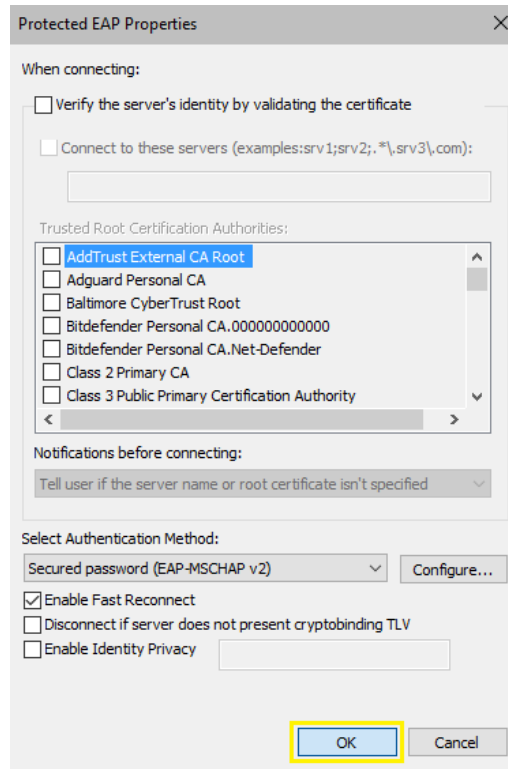 Protected EAP Properties
When connecting:
Verify the server's identity by validating the certificate
Connect to these servers (examples:srv1;srv2;.*\.srv3\.com):
Trusted Root Certification Authorities:
AddTrust External CA Root
Adguard Personal CA
Baltimore CyberTrust Root
Bitdefender Personal CA.000000000000
Bitdefender Personal CA.Net-Defender
Class 2 Primary CA
Class 3 Public Primary Certification Authority
Notifications before connecting:
Tell user if the server name or root certificate isn't specified
Select Authentication Method:
Secured password (EAP-MSCHAP v2)
Configure...
Enable Fast Reconnect
Disconnect if server does not present cryptobinding TLV
Enable Identity Privacy
OK
Cancel